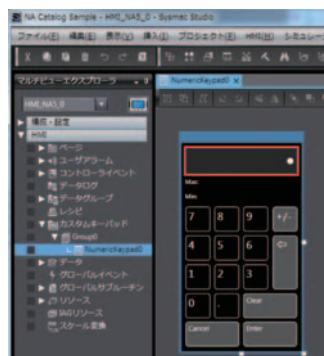 NA Catalog Sample - HMI_NA5_0 - Sysmac Studio
ファイル(F) 編集(E) 表示(V) 挿入(I) プロジェクト(P) HMI(H) シミュレー
マルチビューエクスプローラ
NumericKeypad0 x
HMI_NA5_0
構成・設定
HMI
ページ
ユーザアラーム
コントローライベント
データログ
データグループ
レシピ
カスタムキーパッド
Group0
NumericKeypad0
データ
グローバルイベント
グローバルサブルーチン
リソース
IAGリソース
スケール変換
Max:
Min:
7 8 9 +/-
4 5 6
1 2 3
0 . Clear
Cancel Enter